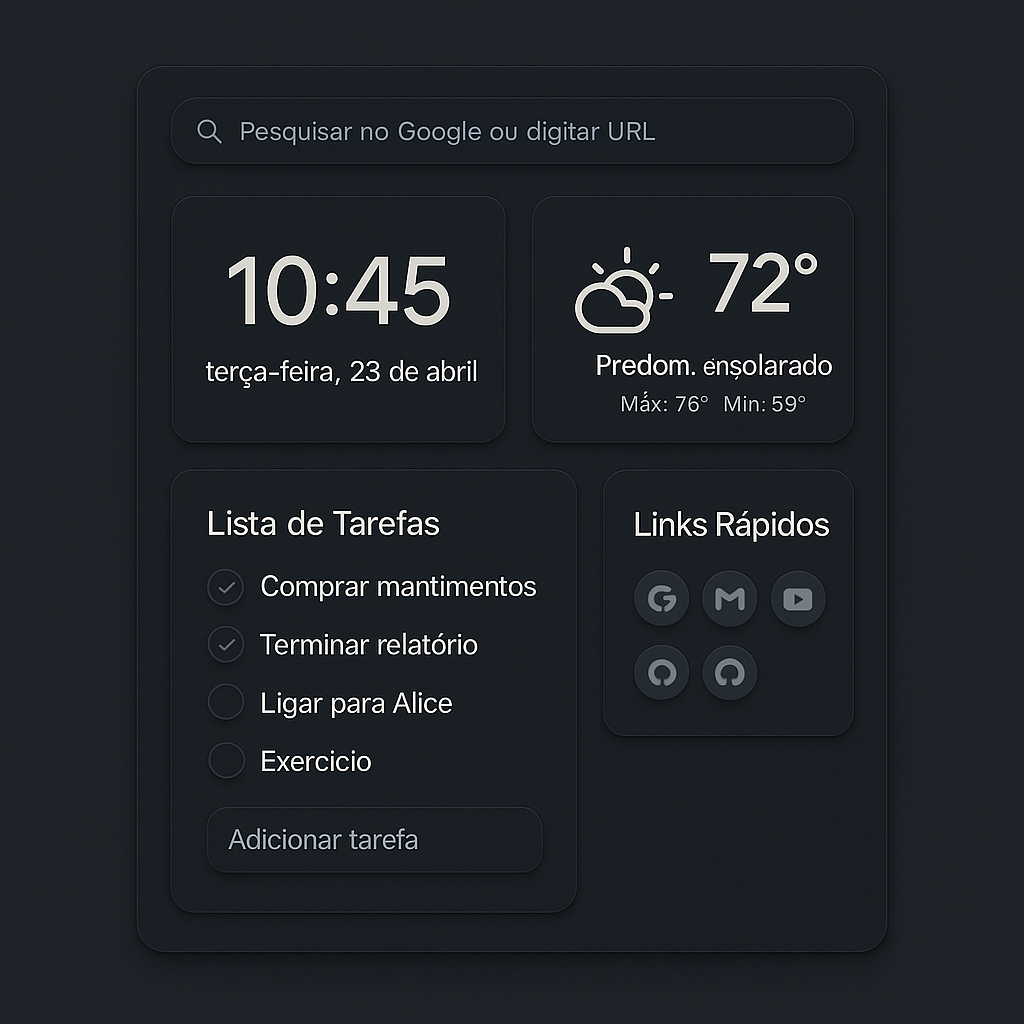 Pesquisar no Google ou digitar URL
10:45
terça-feira, 23 de abril
72°
Predom. ensolarado
Máx: 76° Min: 59°
Lista de Tarefas
Comprar mantimentos
Terminar relatório
Ligar para Alice
Exercicio
Adicionar tarefa
Links Rápidos